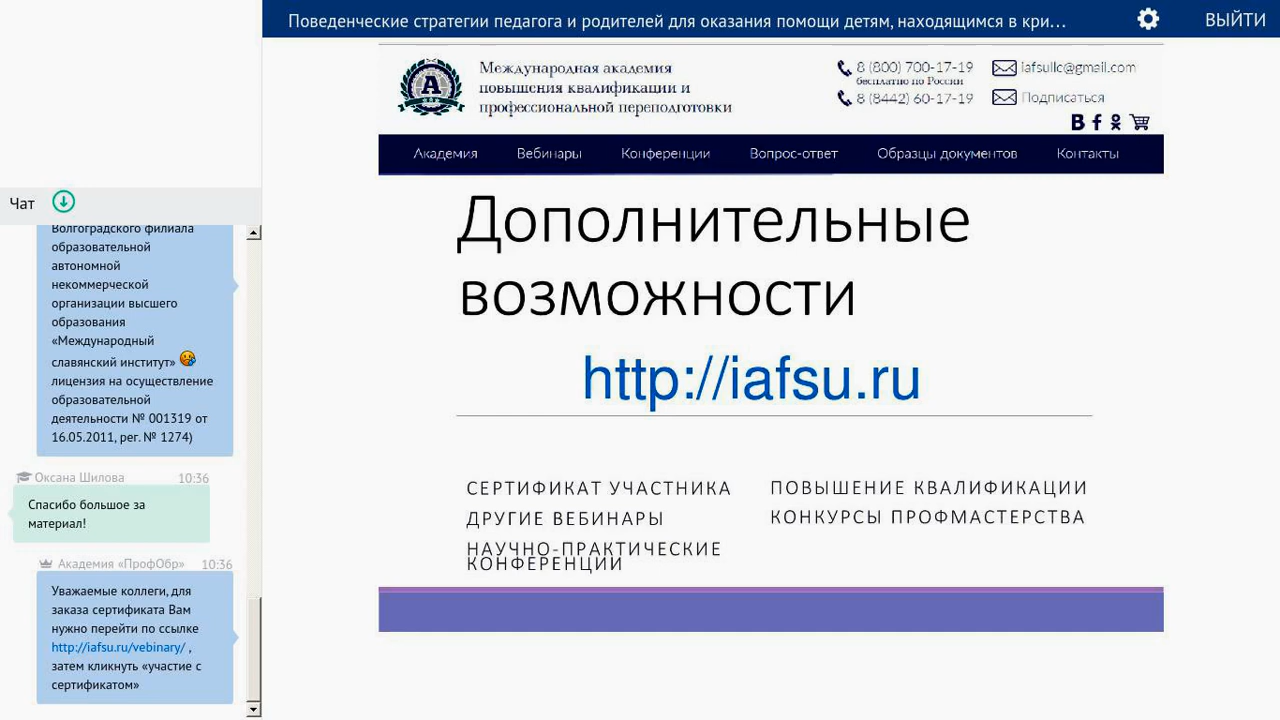 Поведенческие стратегии педагога и родителей для оказания помощи детям, находящимся в кри...
ВЫЙТИ
Чат
Волгоградского филиала
образовательной
автономной
некоммерческой
организации высшего
образования
«Международный
славянский институт»
лицензия на осуществление
образовательной
деятельности № 001319 от
16.05.2011, рег. № 1274)
Оксана Шилова 10:36
Спасибо большое за
материал!
Академия «ПрофОбр» 10:36
Уважаемые коллеги, для
заказа сертификата Вам
нужно перейти по ссылке
http://iafsu.ru/vebinary/ ,
затем кликнуть «участие с
сертификатом»
А
Международная академия
повышения квалификации и
профессиональной переподготовки
8 (800) 700-17-19
бесплатно по России
8 (8442) 60-17-19
iafsullc@gmail.com
Подписаться
Академия Вебинары Конференции Вопрос-ответ Образцы документов Контакты
Дополнительные
возможности
http://iafsu.ru
СЕРТИФИКАТ УЧАСТНИКА
ДРУГИЕ ВЕБИНАРЫ
НАУЧНО-ПРАКТИЧЕСКИЕ
КОНФЕРЕНЦИИ
ПОВЫШЕНИЕ КВАЛИФИКАЦИИ
КОНКУРСЫ ПРОФМАСТЕРСТВА